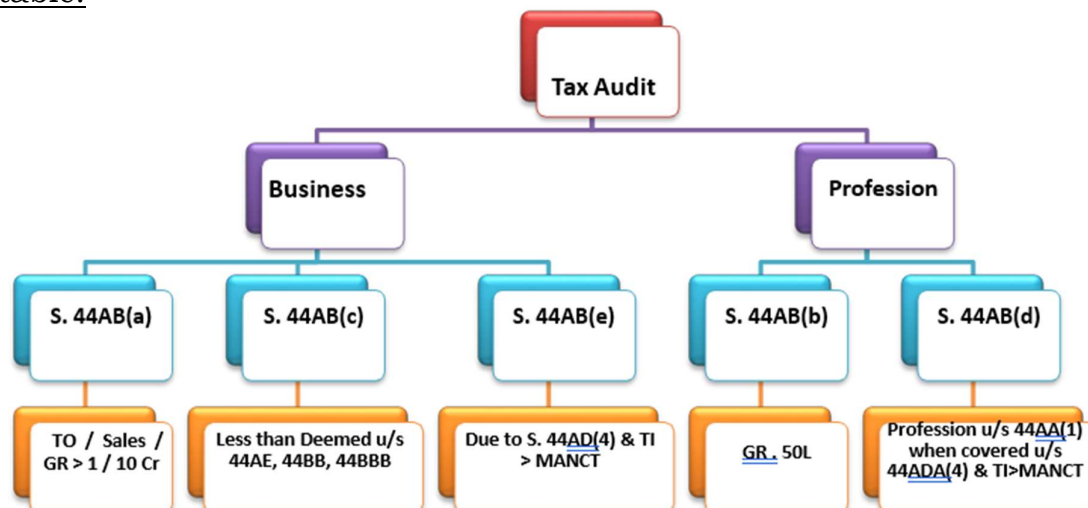 table:
Tax Audit
Business
Profession
S. 44AB(a)
S. 44AB(c)
S. 44AB(e)
S. 44AB(b)
S. 44AB(d)
TO / Sales /
GR > 1 / 10 Cr
Less than Deemed u/s
44AE, 44BB, 44BBB
Due to S. 44AD(4) & TI
> MANCT
GR . 50L
Profession u/s 44AA(1)
when covered u/s
44ADA(4) & TI>MANCT